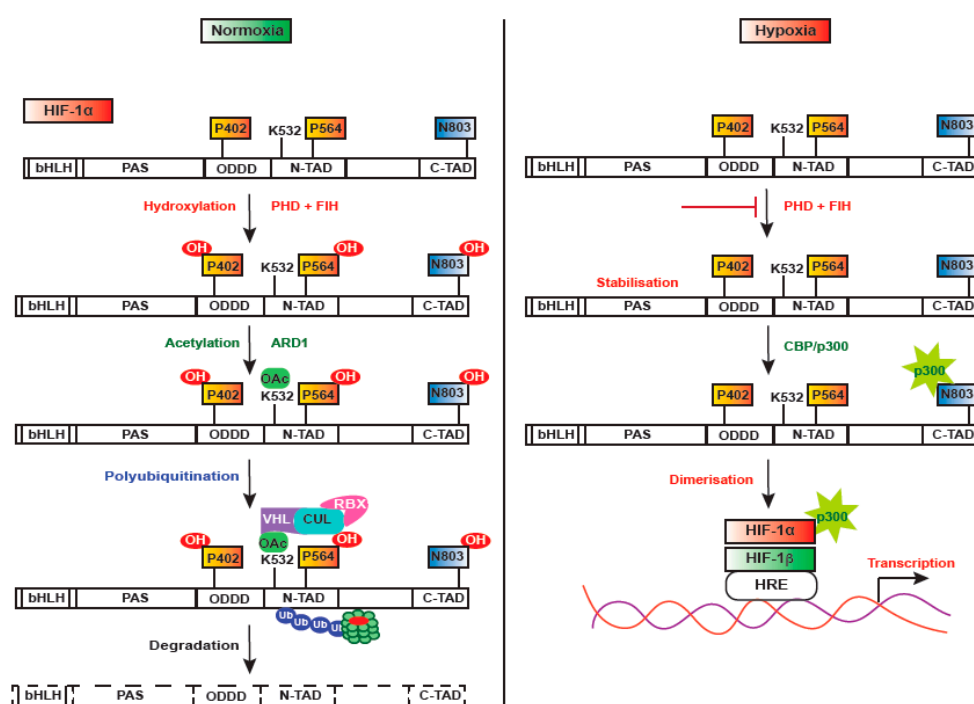 Normoxia
HIF-1α
P402 K532 P564 N803
bHLH PAS ODDD N-TAD C-TAD
Hydroxylation PHD + FIH
OH OH OH
P402 K532 P564 N803
bHLH PAS ODDD N-TAD C-TAD
Acetylation ARD1
OH OAc OH OH
P402 K532 P564 N803
bHLH PAS ODDD N-TAD C-TAD
Polyubiquitination
VHL CUL RBX
OH OAc OH OH
P402 K532 P564 N803
bHLH PAS ODDD N-TAD C-TAD
Ub Ub Ub Ub
Degradation
bHLH PAS ODDD N-TAD C-TAD
Hypoxia
P402 K532 P564 N803
bHLH PAS ODDD N-TAD C-TAD
PHD + FIH
P402 K532 P564 N803
Stabilisation
bHLH PAS ODDD N-TAD C-TAD
CBP/p300
p300
P402 K532 P564 N803
bHLH PAS ODDD N-TAD C-TAD
Dimerisation
p300
HIF-1α
HIF-1β
HRE
Transcription